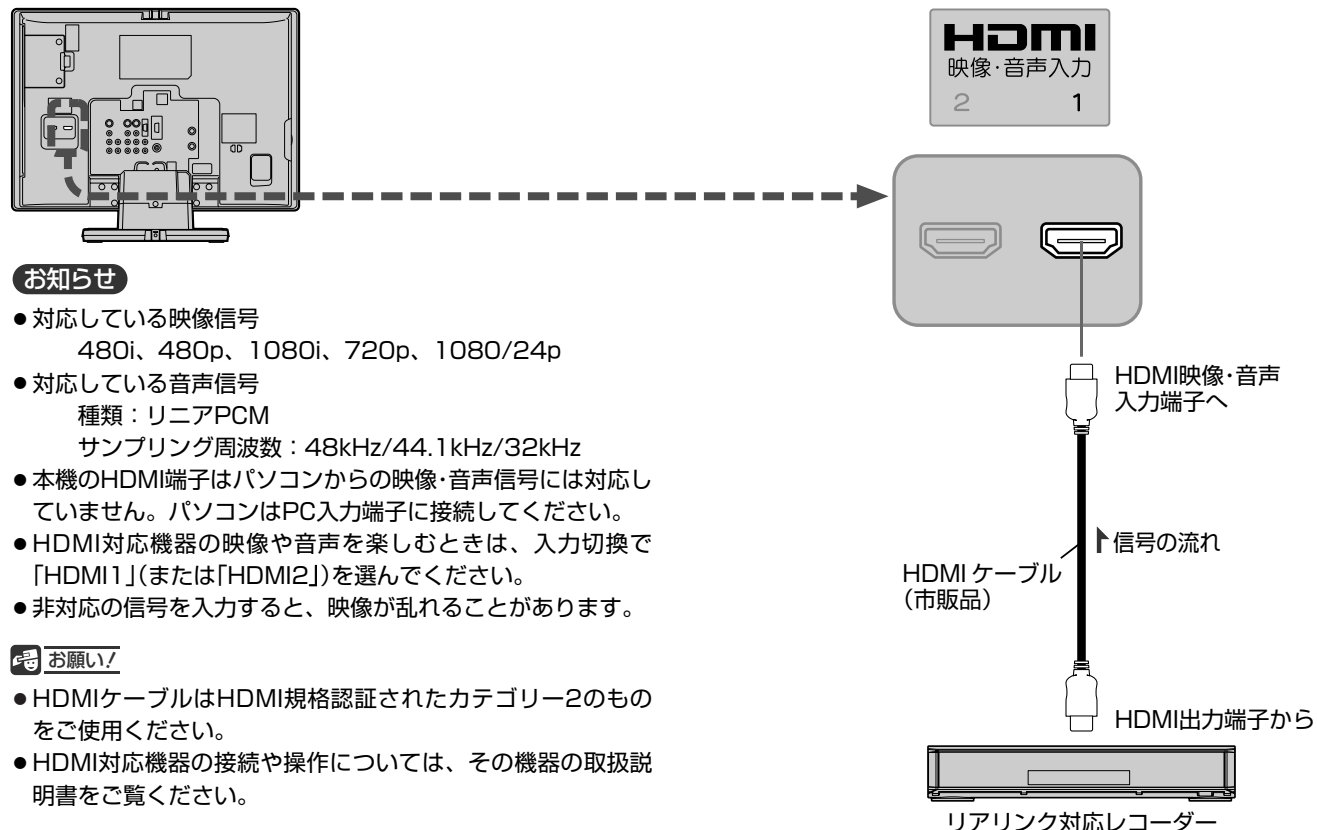 HDMI
映像・音声入力
2 1
お知らせ
●対応している映像信号
480i、480p、1080i、720p、1080/24p
●対応している音声信号
種類：リニアPCM
サンプリング周波数：48kHz/44.1kHz/32kHz
●本機のHDMI端子はパソコンからの映像・音声信号には対応し
ていません。パソコンはPC入力端子に接続してください。
●HDMI対応機器の映像や音声を楽しむときは、入力切換で
「HDMI1」（または「HDMI2」）を選んでください。
●非対応の信号を入力すると、映像が乱れることがあります。
お願い！
●HDMIケーブルはHDMI規格認証されたカテゴリー2のもの
をご使用ください。
●HDMI対応機器の接続や操作については、その機器の取扱説
明書をご覧ください。
HDMI映像・音声
入力端子へ
信号の流れ
HDMI ケーブル
（市販品）
HDMI出力端子から
リアリンク対応レコーダー